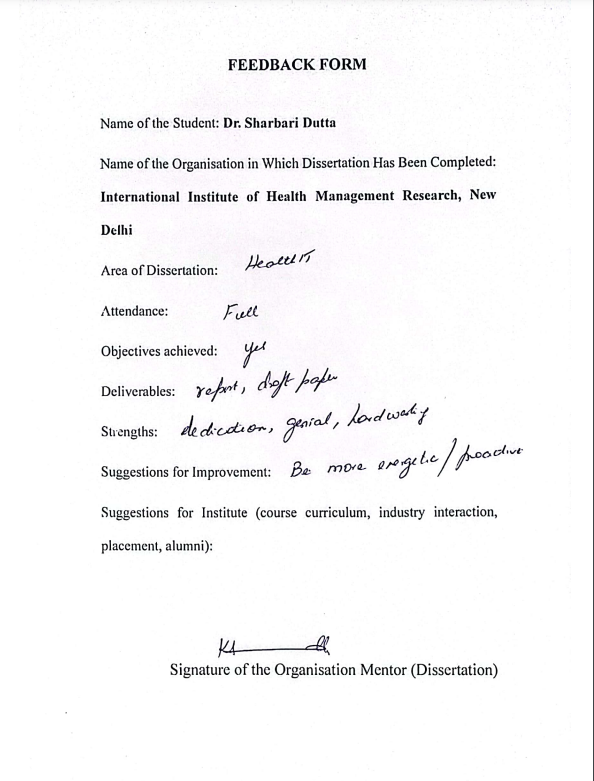 FEEDBACK FORM
Name of the Student: Dr. Sharbari Dutta
Name of the Organisation in Which Dissertation Has Been Completed:
International Institute of Health Management Research, New
Delhi
Area of Dissertation: Health IT
Attendance: Full
Objectives achieved: yes
Deliverables: report, draft paper
Strengths: dedication, genial, hardworking
Suggestions for Improvement: Be more energetic / proactive
Suggestions for Institute (course curriculum, industry interaction,
placement, alumni):
Signature of the Organisation Mentor (Dissertation)